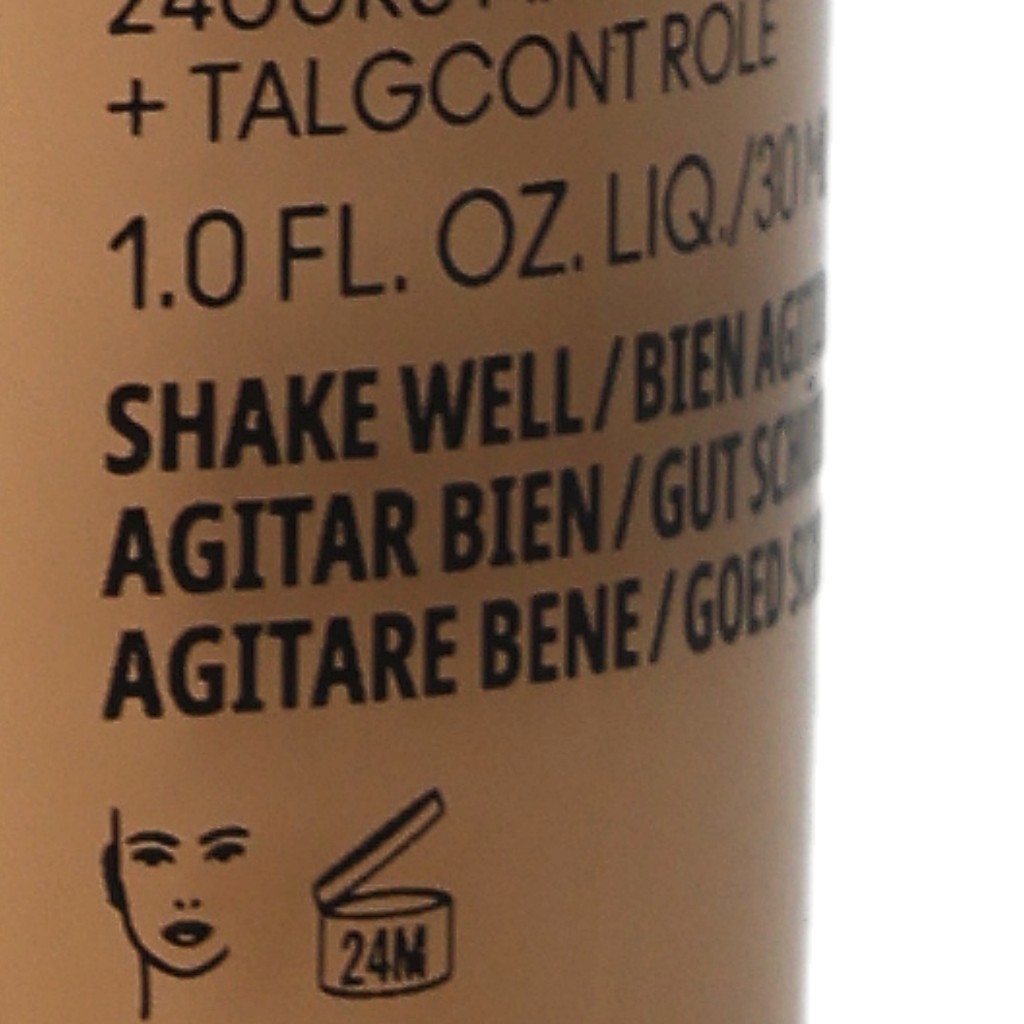 + TALGCONTROLE
1.0 FL. OZ. LIQ./30 M
SHAKE WELL/BIEN
AGITAR BIEN/GUT
AGITARE BENE/GOED
24M